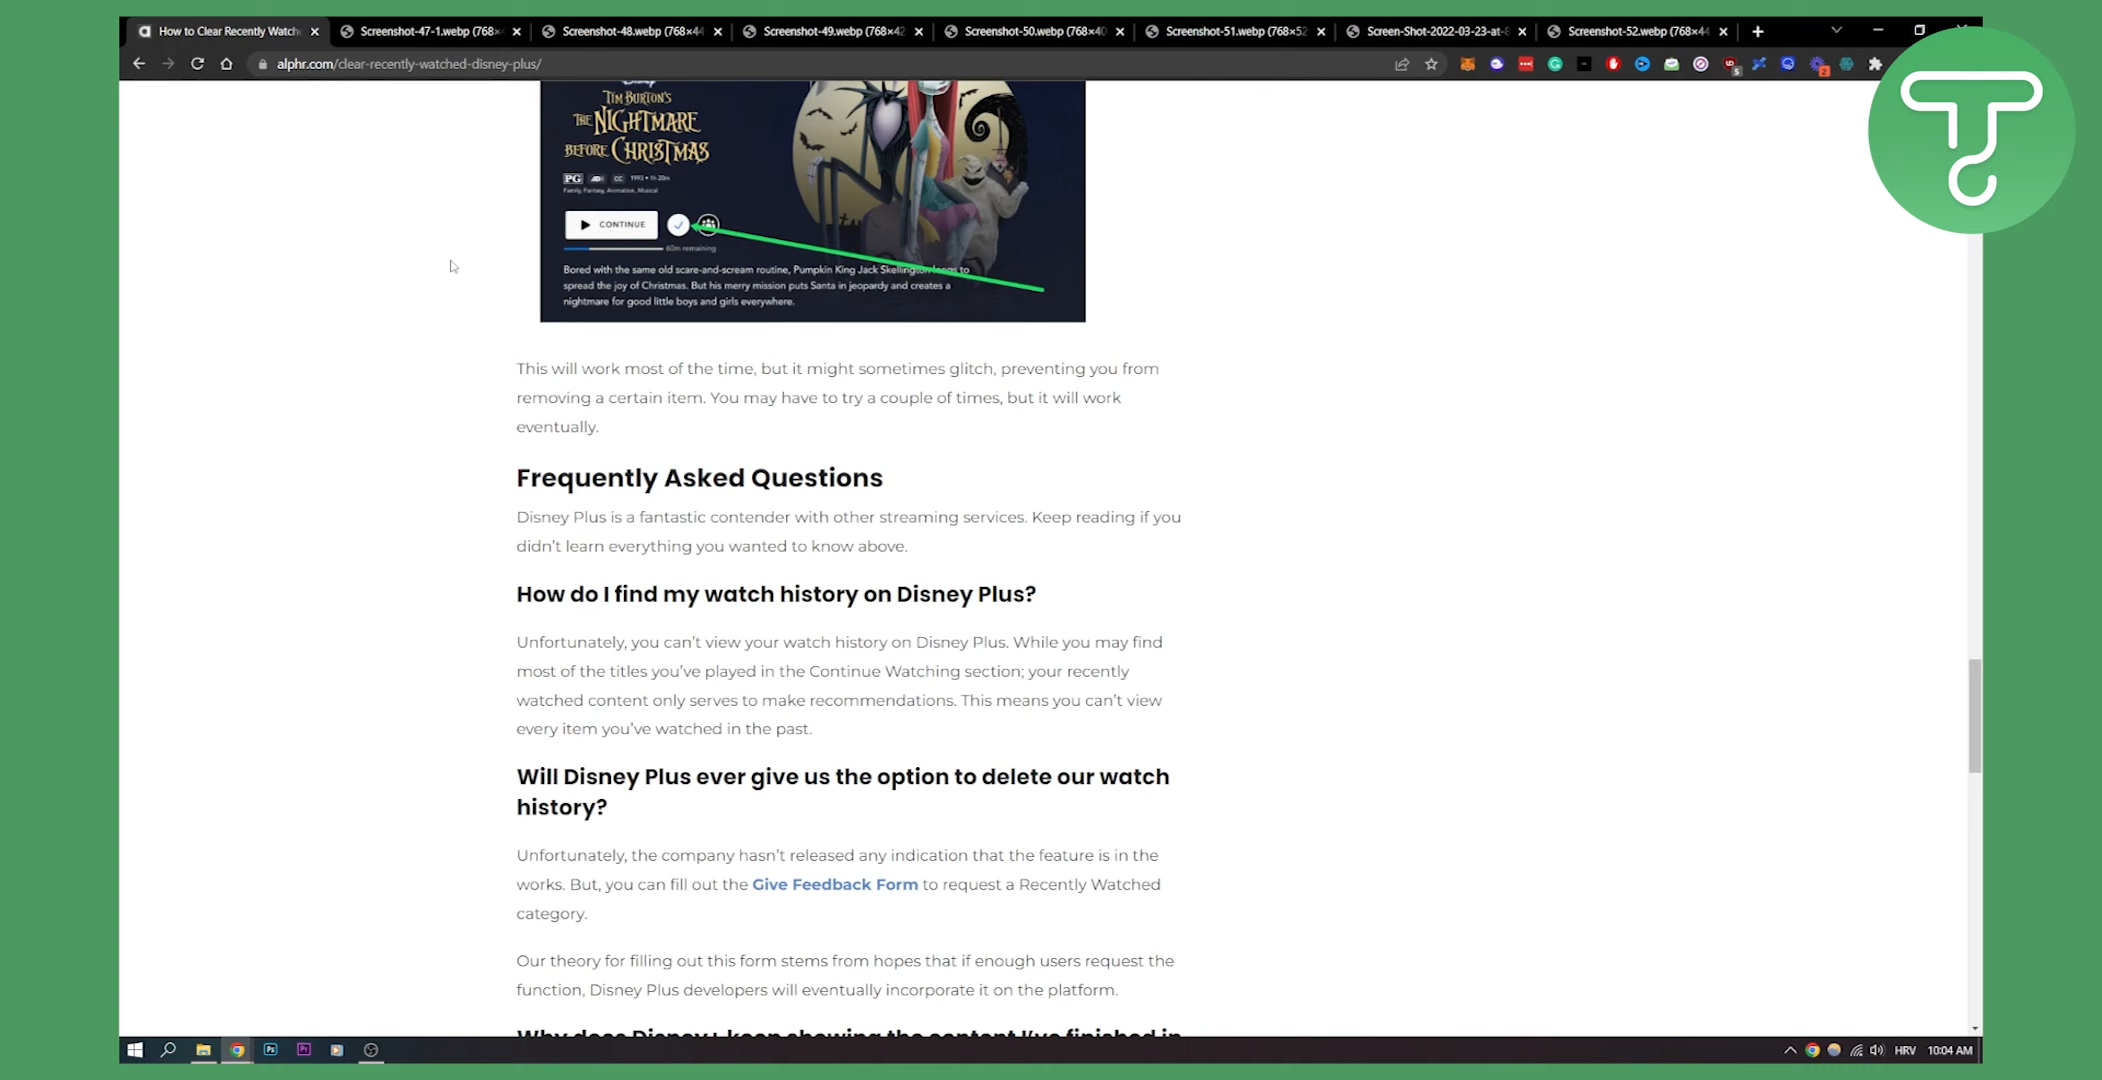 How to Clear Recently Watch
Screenshot-47-1.webp (768×
Screenshot-48.webp (768×44
Screenshot-49.webp (768×42
Screenshot-50.webp (768×40
Screenshot-51.webp (768×52
Screen-Shot-2022-03-23-at-8
Screenshot-52.webp (768×44
alphr.com/clear-recently-watched-disney-plus/
TIM BURTON'S
THE NIGHTMARE
BEFORE CHRISTMAS
PG AD CC 1993 • 1h 20m
Family, Fantasy, Animation, Musical
CONTINUE
60m remaining
Bored with the same old scare-and-scream routine, Pumpkin King Jack Skellington longs to
spread the joy of Christmas. But his merry mission puts Santa in jeopardy and creates a
nightmare for good little boys and girls everywhere.
This will work most of the time, but it might sometimes glitch, preventing you from
removing a certain item. You may have to try a couple of times, but it will work
eventually.
Frequently Asked Questions
Disney Plus is a fantastic contender with other streaming services. Keep reading if you
didn't learn everything you wanted to know above.
How do I find my watch history on Disney Plus?
Unfortunately, you can't view your watch history on Disney Plus. While you may find
most of the titles you've played in the Continue Watching section; your recently
watched content only serves to make recommendations. This means you can't view
every item you've watched in the past.
Will Disney Plus ever give us the option to delete our watch
history?
Unfortunately, the company hasn't released any indication that the feature is in the
works. But, you can fill out the Give Feedback Form to request a Recently Watched
category.
Our theory for filling out this form stems from hopes that if enough users request the
function, Disney Plus developers will eventually incorporate it on the platform.
Why does Disney+ keep showing the content I've finished in
Ps
Pr
HRV
10:04 AM